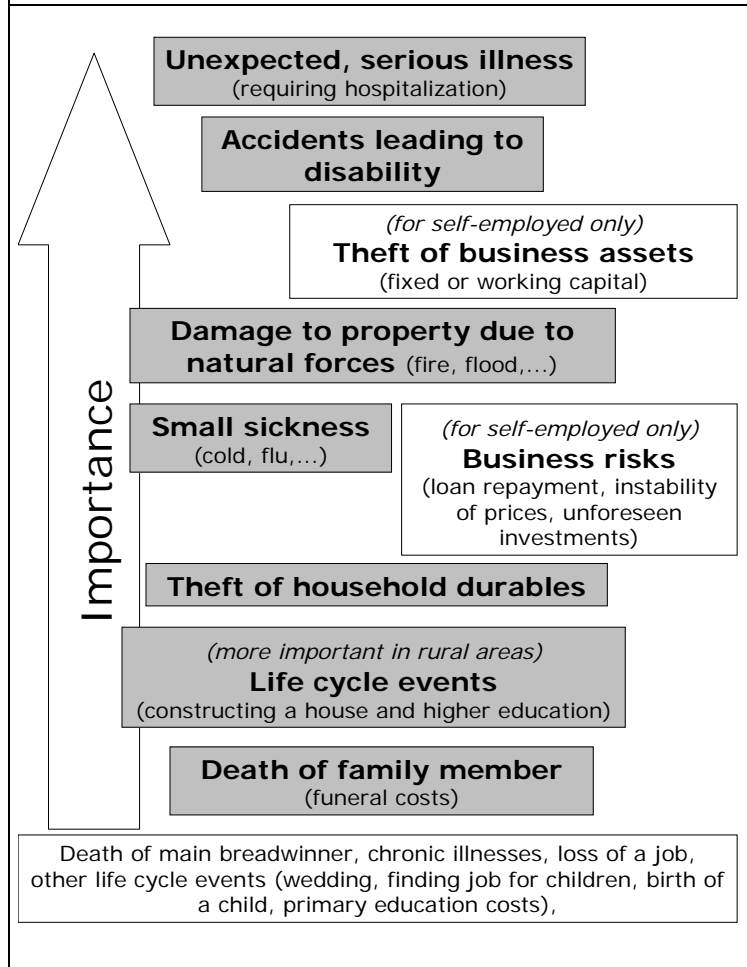 Unexpected, serious illness
(requiring hospitalization)
Accidents leading to
disability
(for self-employed only)
Theft of business assets
(fixed or working capital)
Damage to property due to
natural forces (fire, flood,...)
Small sickness
(cold, flu,...)
(for self-employed only)
Business risks
(loan repayment, instability
of prices, unforeseen
investments)
Importance
Theft of household durables
(more important in rural areas)
Life cycle events
(constructing a house and higher education)
Death of family member
(funeral costs)
Death of main breadwinner, chronic illnesses, loss of a job,
other life cycle events (wedding, finding job for children, birth of
a child, primary education costs),